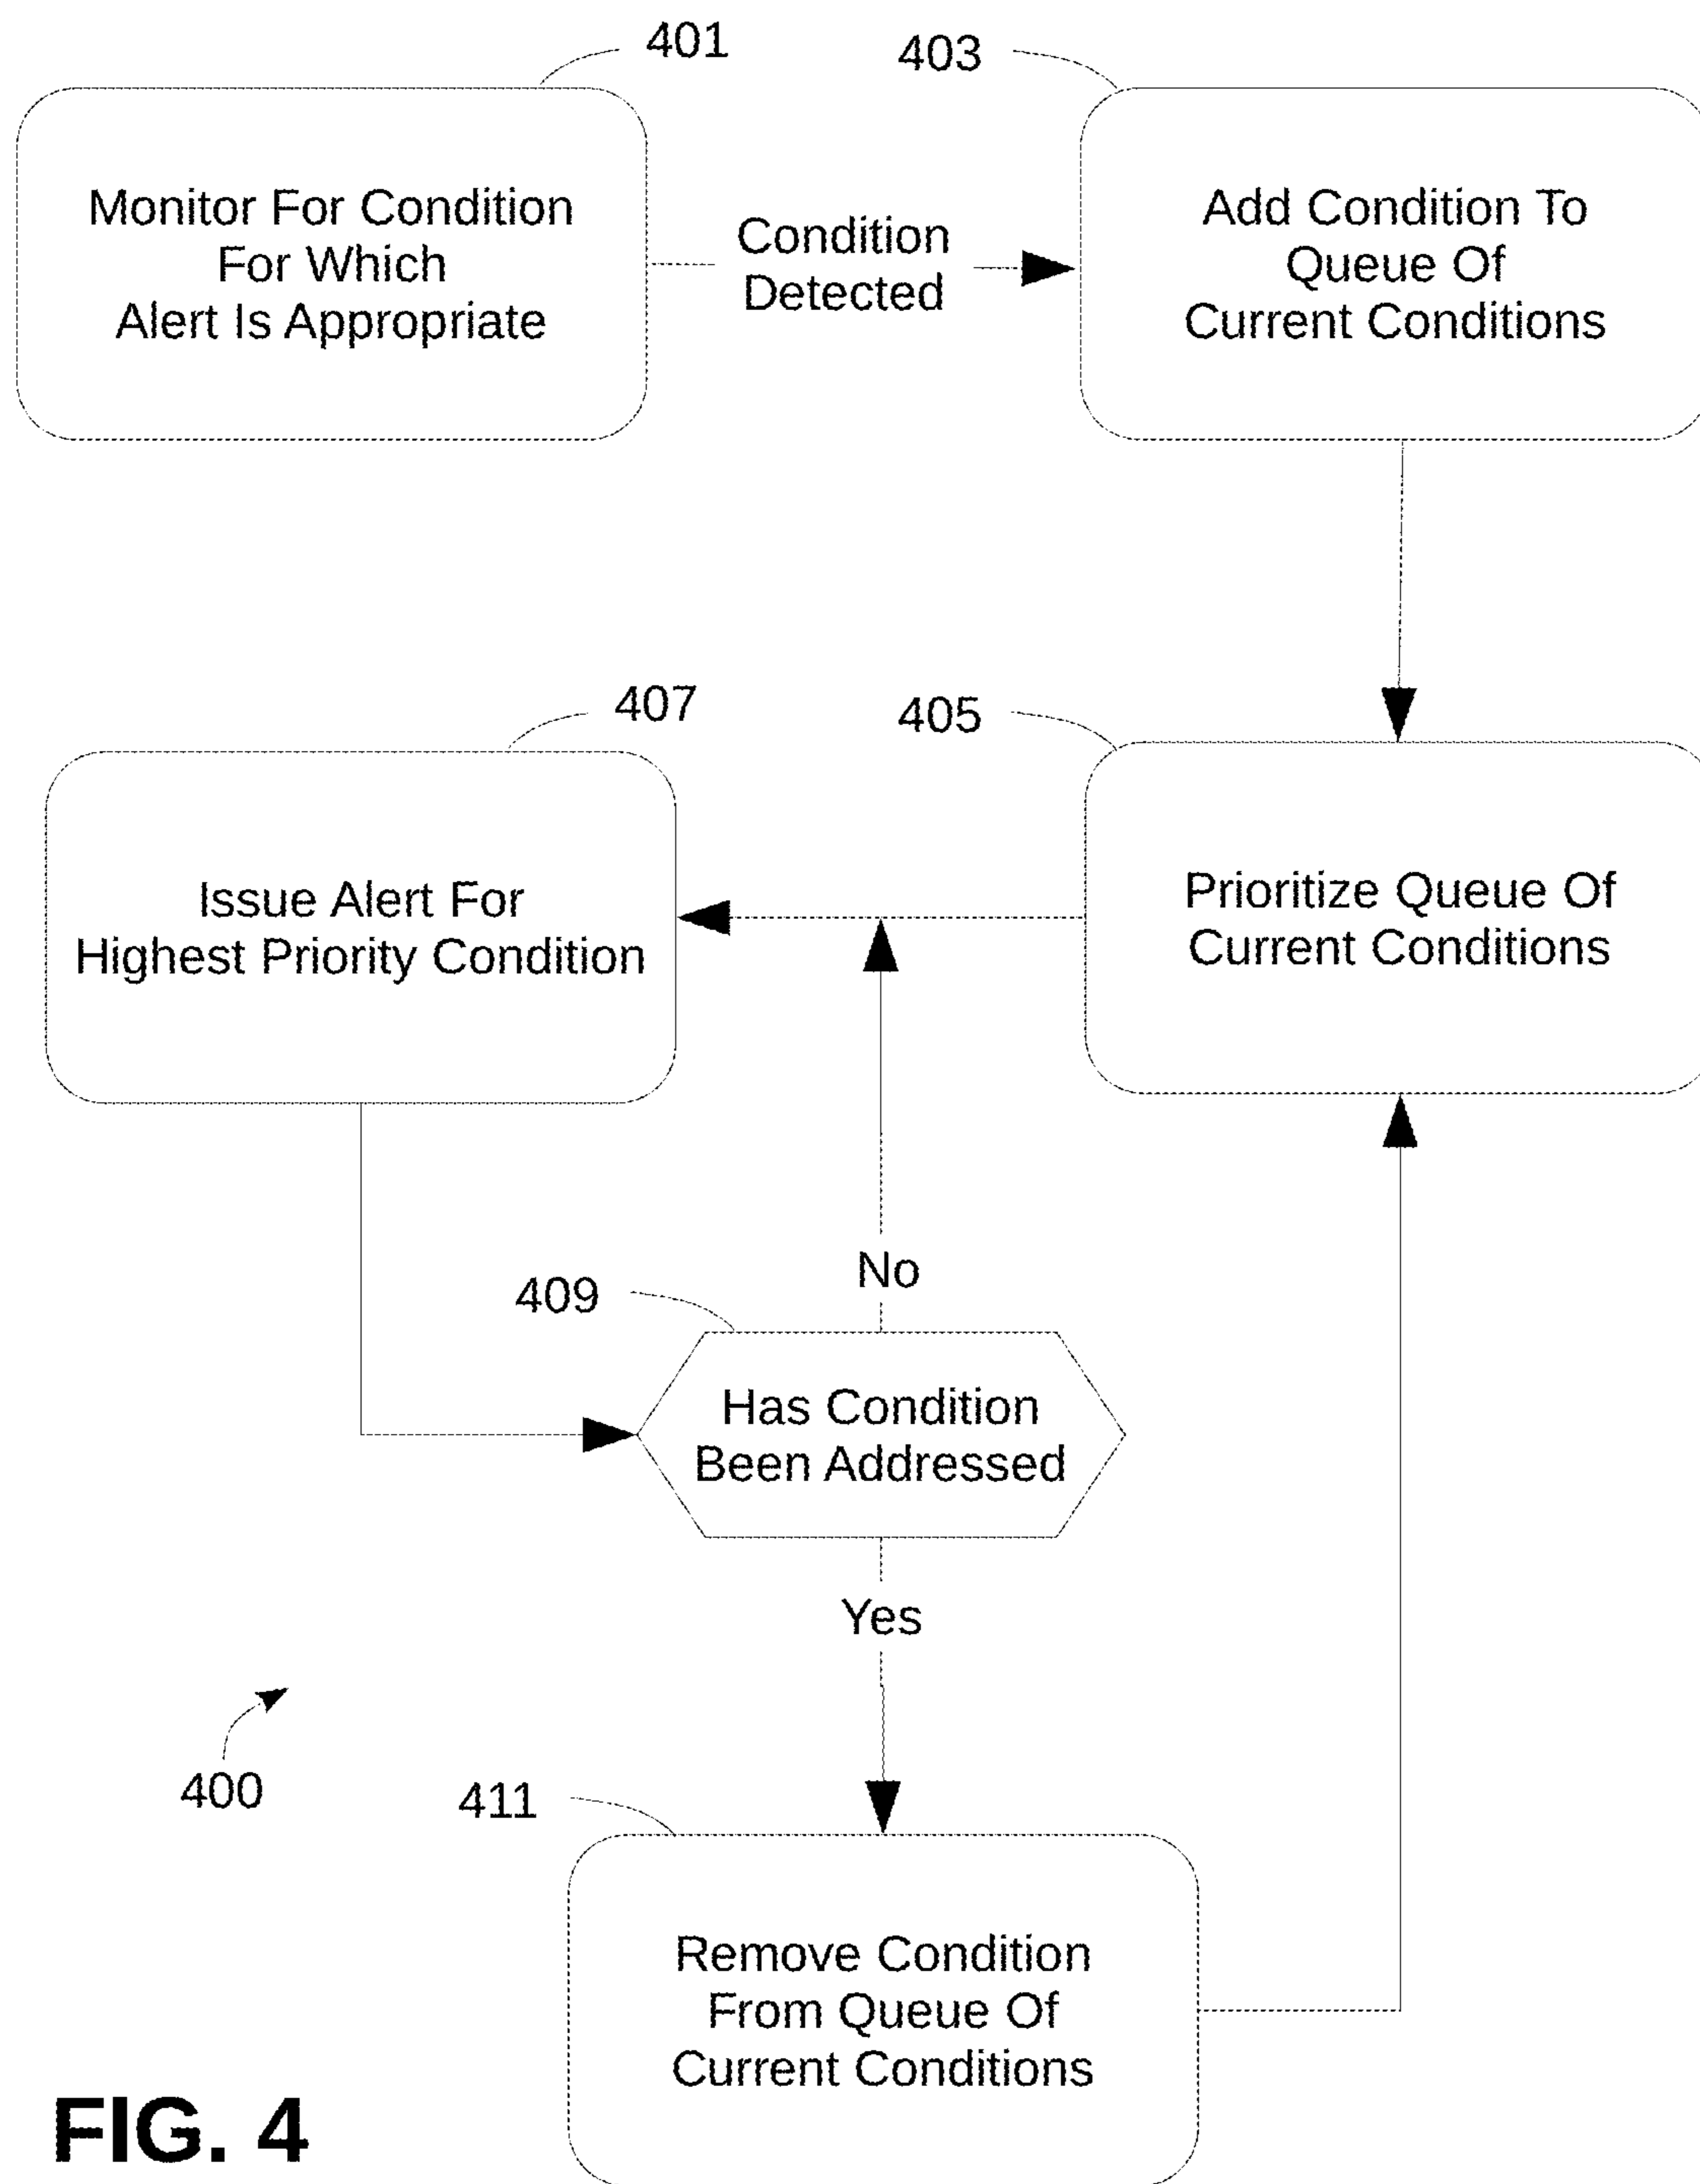 401
403
Monitor For Condition
For Which
Alert Is Appropriate
Condition
Detected
Add Condition To
Queue Of
Current Conditions
407
405
Issue Alert For
Highest Priority Condition
Prioritize Queue Of
Current Conditions
No
409
Has Condition
Been Addressed
Yes
400
411
Remove Condition
From Queue Of
Current Conditions
FIG. 4